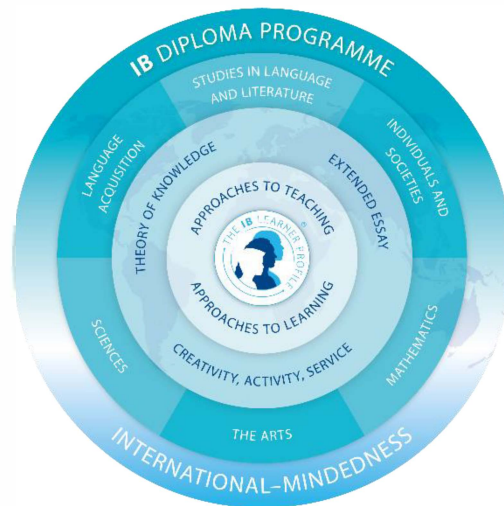 IB DIPLOMA PROGRAMME
STUDIES IN LANGUAGE
AND LITERATURE
LANGUAGE
ACQUISITION
INDIVIDUALS AND
SOCIETIES
THEORY OF KNOWLEDGE
EXTENDED ESSAY
APPROACHES TO TEACHING
THE IB LEARNER PROFILE
APPROACHES TO LEARNING
CREATIVITY, ACTIVITY, SERVICE
SCIENCES
MATHEMATICS
THE ARTS
INTERNATIONAL–MINDEDNESS